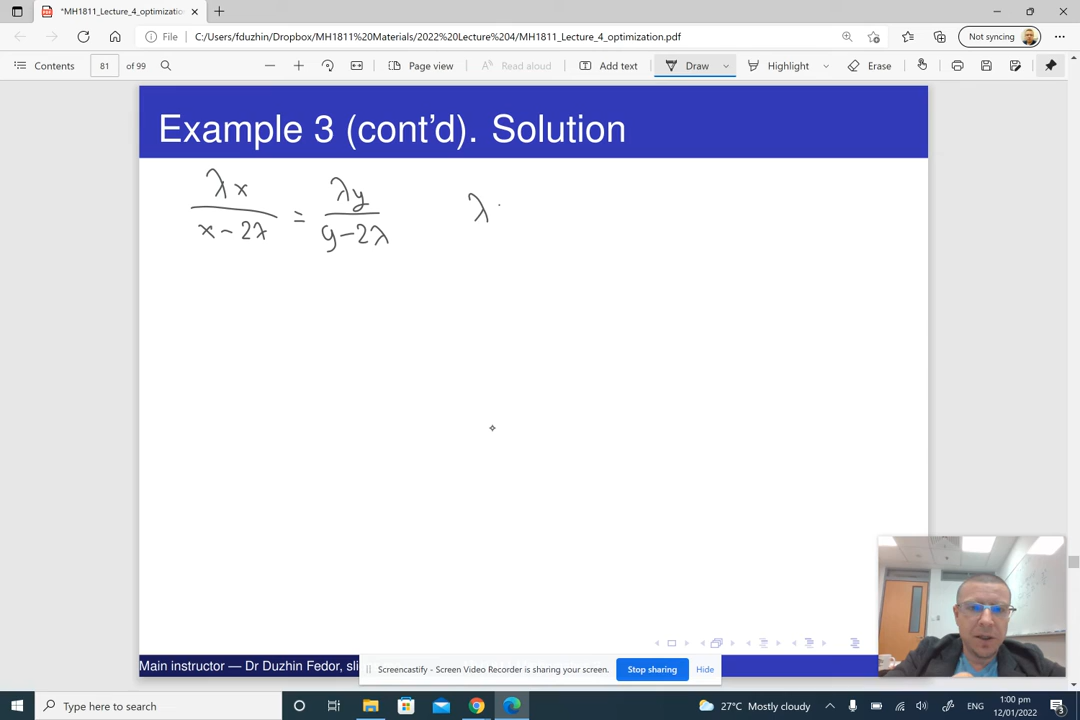 *MH1811_Lecture_4_optimization.p
File
C:/Users/fduzhin/Dropbox/MH1811%20Materials/2022%20Lecture%204/MH1811_Lecture_4_optimization.pdf
Not syncing
Contents
81
of 99
Page view
Read aloud
Add text
Draw
Highlight
Erase
Example 3 (cont'd). Solution
λx / x − 2λ = λy / y − 2λ
λ
Main instructor — Dr Duzhin Fedor, sli
Screencastify - Screen Video Recorder is sharing your screen.
Stop sharing
Hide
Type here to search
27°C Mostly cloudy
ENG
1:00 pm
12/01/2022
3